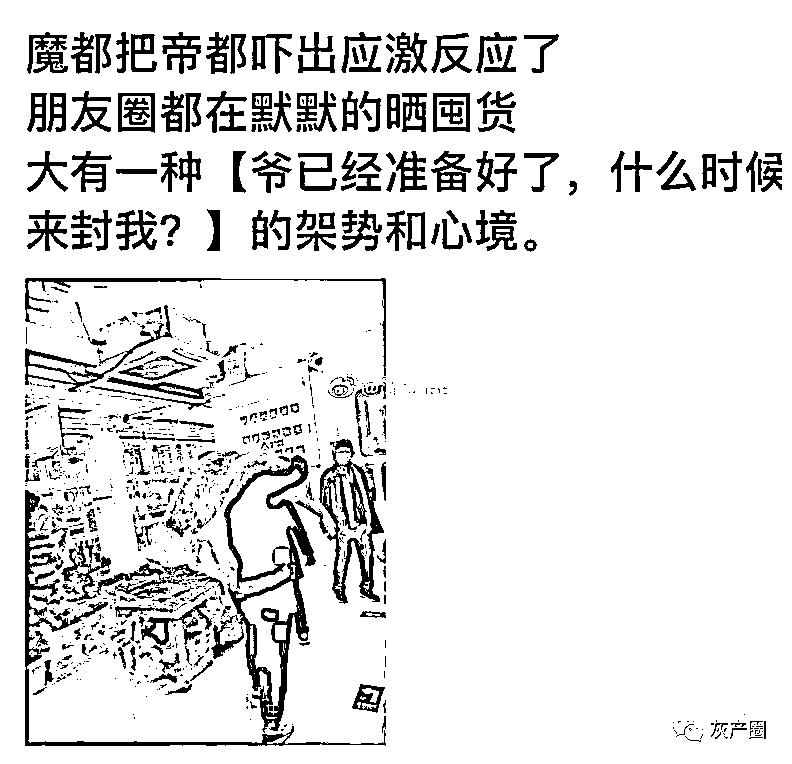 魔都把帝都吓出应激反应了
朋友圈都在默默的晒囤货
大有一种【爷已经准备好了，什么时候
来封我？】的架势和心境。
灰产圈